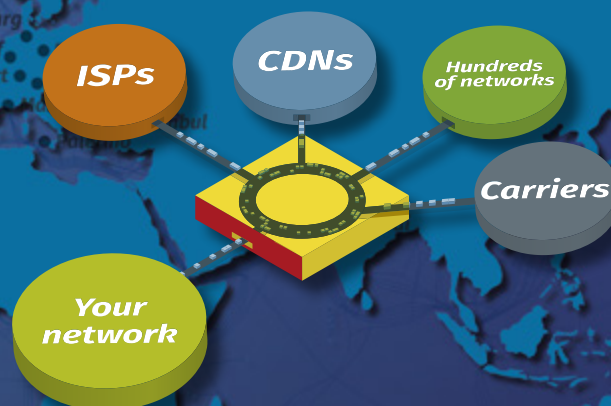 ISPs
CDNs
Hundreds
of networks
Carriers
Your
network